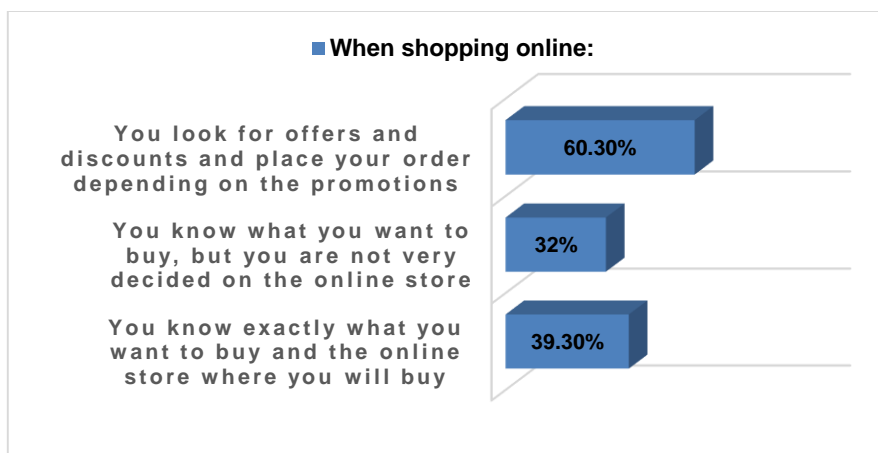 When shopping online:
You look for offers and
discounts and place your order
depending on the promotions
60.30%
You know what you want to
buy, but you are not very
decided on the online store
32%
You know exactly what you
want to buy and the online
store where you will buy
39.30%